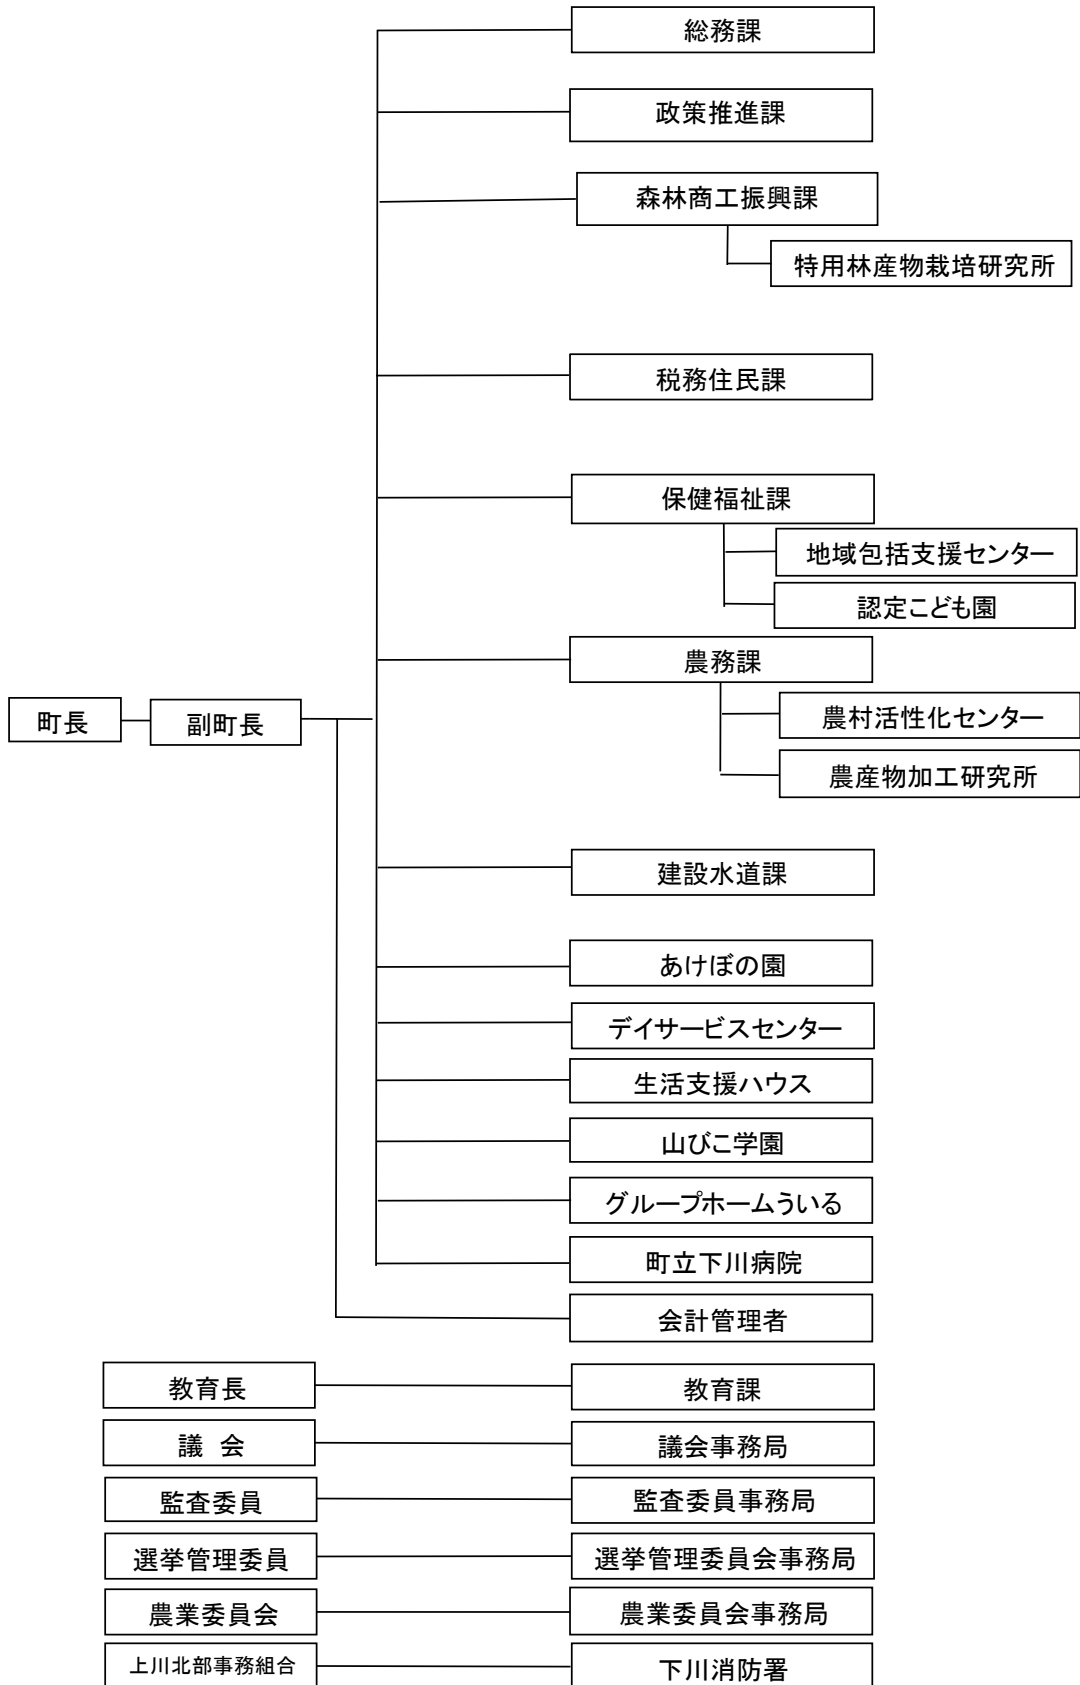 総務課
政策推進課
森林商工振興課
特用林産物栽培研究所
税務住民課
保健福祉課
地域包括支援センター
認定こども園
農務課
町長
副町長
農村活性化センター
農産物加工研究所
建設水道課
あけぼの園
デイサービスセンター
生活支援ハウス
山びこ学園
グループホームういる
町立下川病院
会計管理者
教育長
教育課
議 会
議会事務局
監査委員
監査委員事務局
選挙管理委員
選挙管理委員会事務局
農業委員会
農業委員会事務局
上川北部事務組合
下川消防署